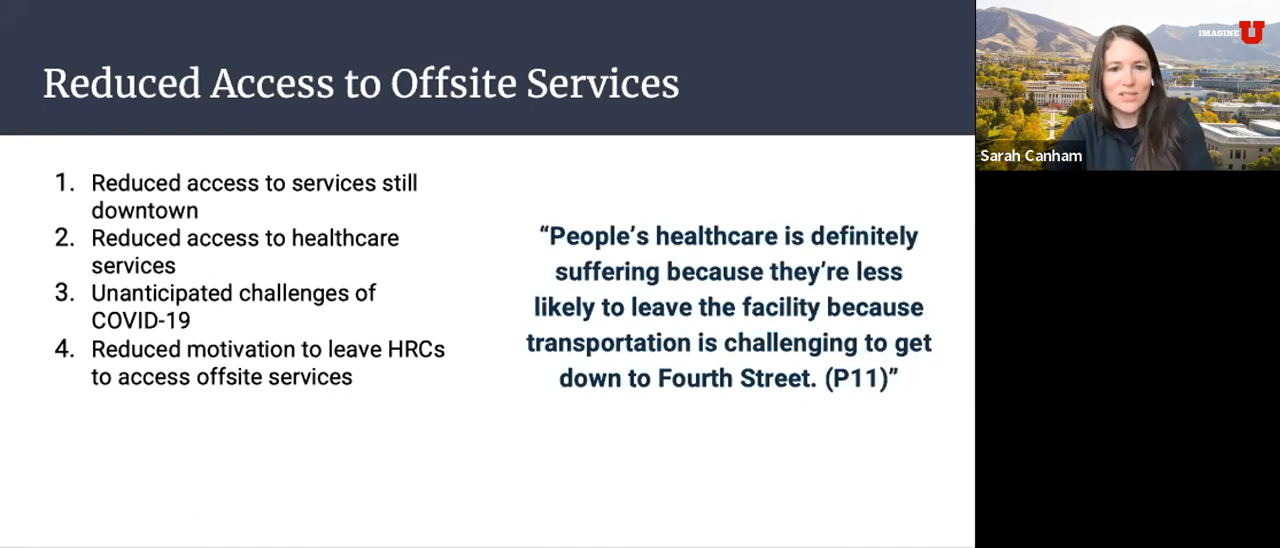 Reduced Access to Offsite Services
1. Reduced access to services still
downtown
2. Reduced access to healthcare
services
3. Unanticipated challenges of
COVID-19
4. Reduced motivation to leave HRCs
to access offsite services
“People’s healthcare is definitely
suffering because they’re less
likely to leave the facility because
transportation is challenging to get
down to Fourth Street. (P11)”
IMAGINE U
Sarah Canham